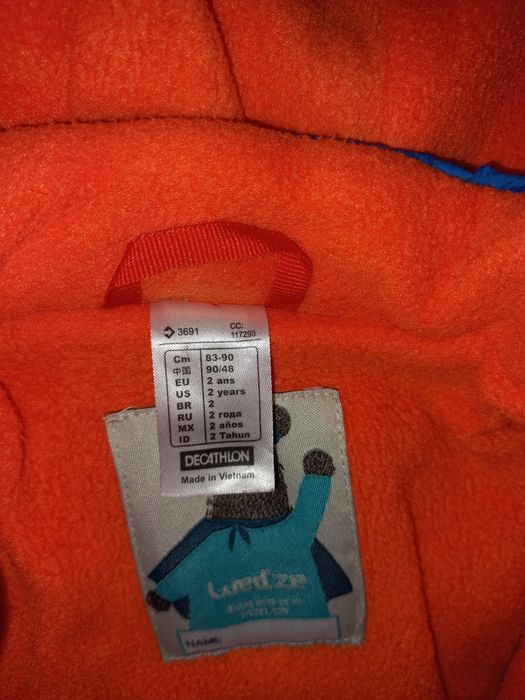 3691 CC: 117293
Cm 83-90
中国 90/48
EU 2 ans
US 2 years
BR 2
RU 2 года
MX 2 años
ID 2 Tahun
DECATHLON
Made in Vietnam
Wed'ze
NAME